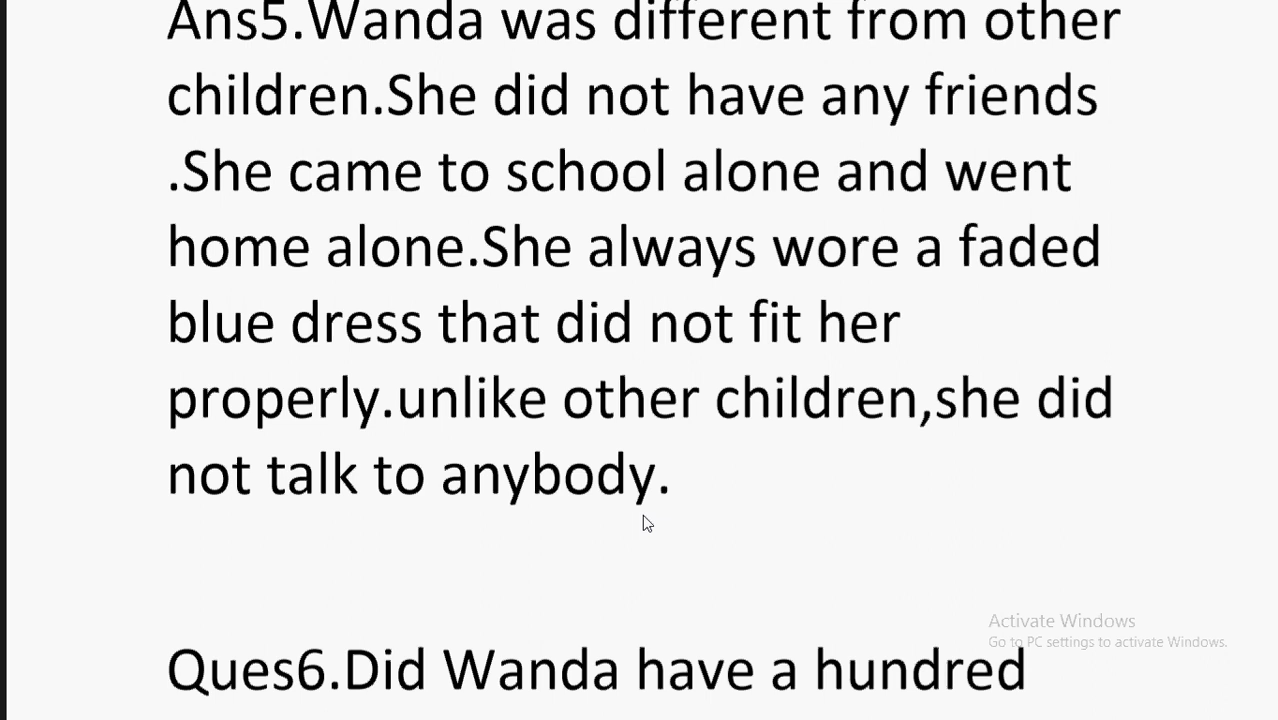 Ans5.Wanda was different from other
children.She did not have any friends
.She came to school alone and went
home alone.She always wore a faded
blue dress that did not fit her
properly.unlike other children,she did
not talk to anybody.
Activate Windows
Go to PC settings to activate Windows.
Ques6.Did Wanda have a hundred